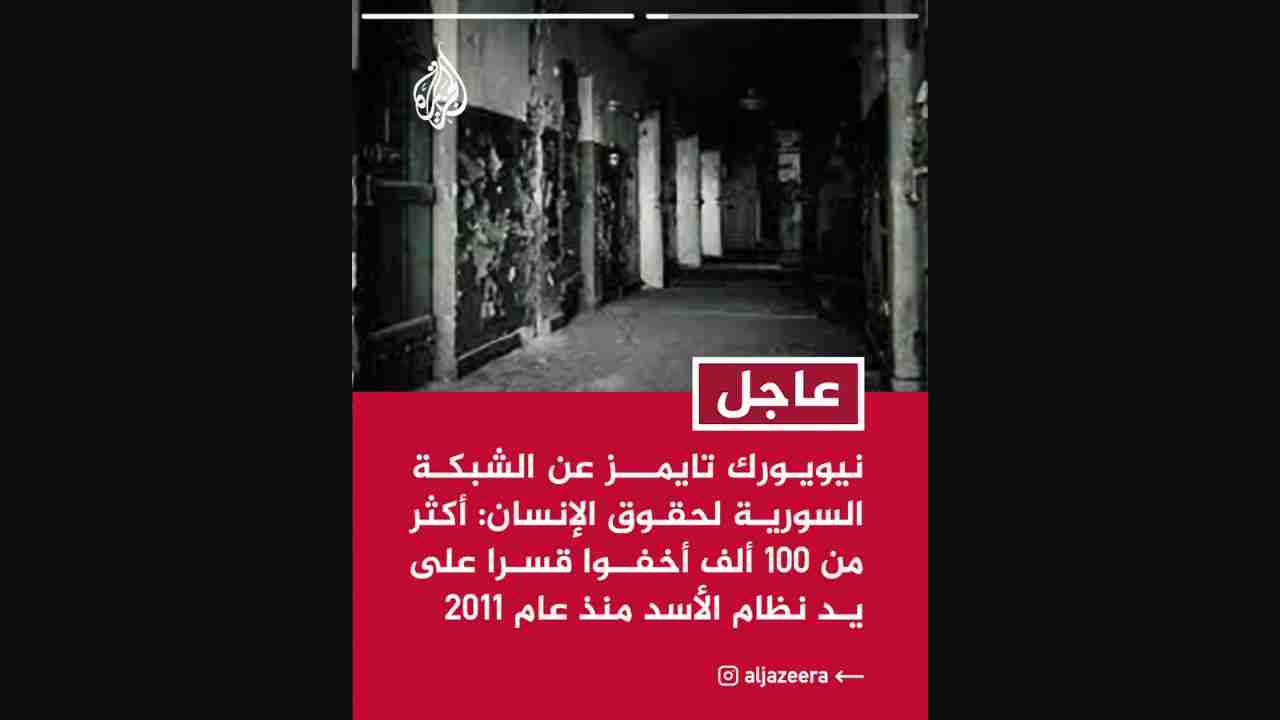 الجزيرة
عاجل
نيويورك تايمز عن الشبكة
السورية لحقوق الإنسان: أكثر
من 100 ألف أخفوا قسرا على
يد نظام الأسد منذ عام 2011
aljazeera